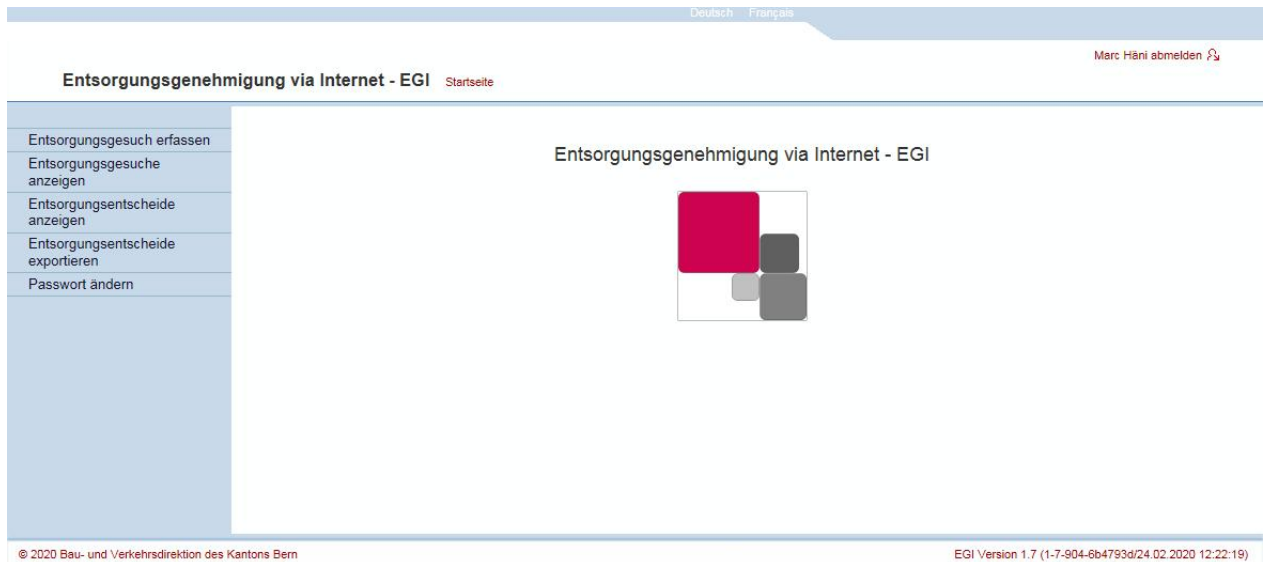 Deutsch Français
Marc Häni abmelden
Entsorgungsgenehmigung via Internet - EGI Startseite
Entsorgungsgesuch erfassen
Entsorgungsgesuche
anzeigen
Entsorgungsentscheide
anzeigen
Entsorgungsentscheide
exportieren
Passwort ändern
Entsorgungsgenehmigung via Internet - EGI
© 2020 Bau- und Verkehrsdirektion des Kantons Bern
EGI Version 1.7 (1-7-904-6b4793d/24.02.2020 12:22:19)